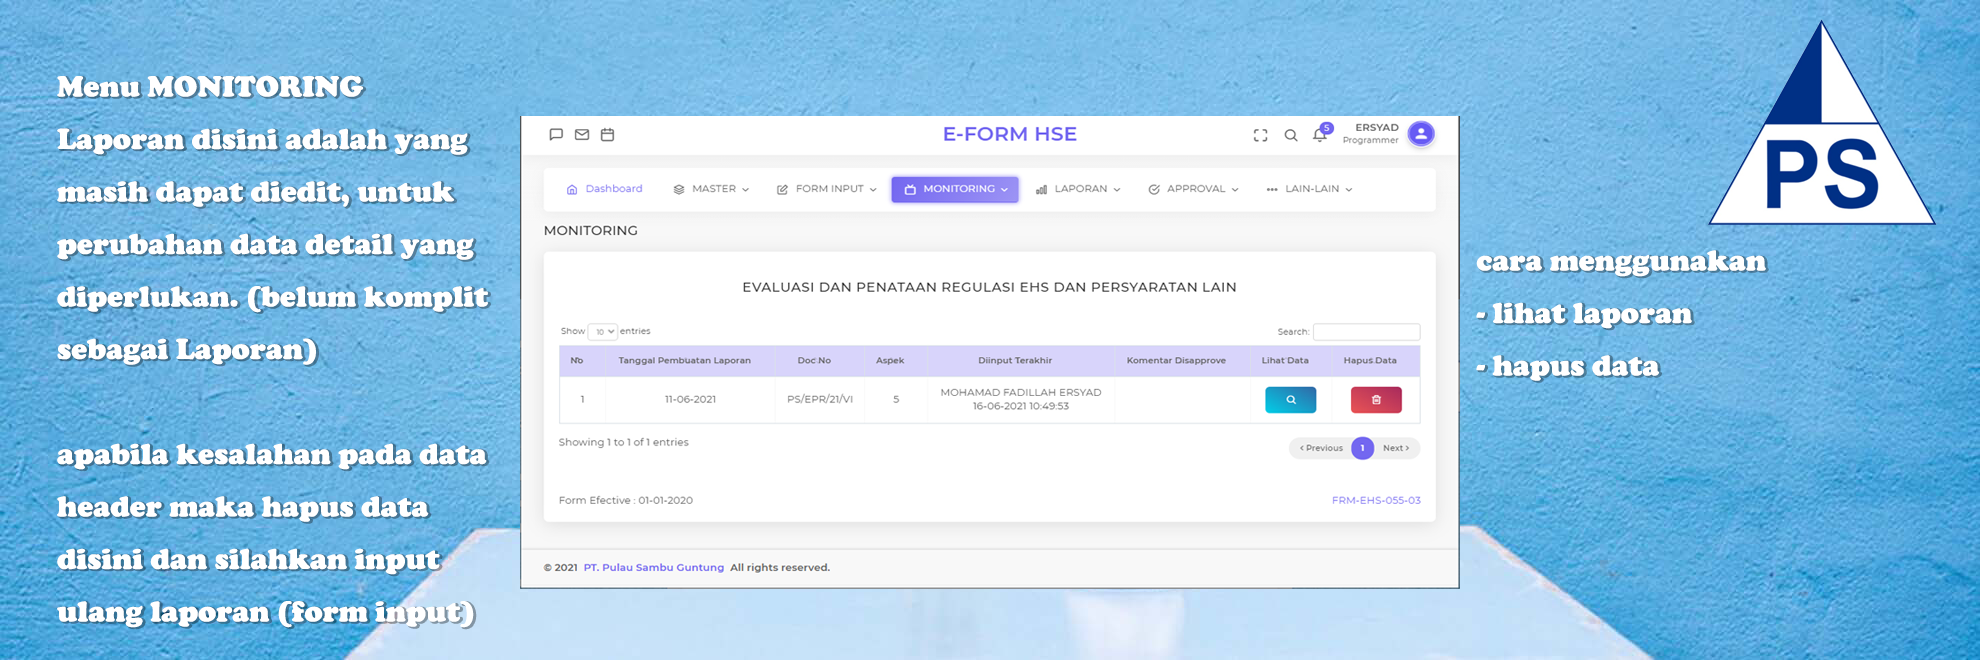 Menu MONITORING
Laporan disini adalah yang
masih dapat diedit, untuk
perubahan data detail yang
diperlukan. (belum komplit
sebagai Laporan)
apabila kesalahan pada data
header maka hapus data
disini dan silahkan input
ulang laporan (form input)
E-FORM HSE
5
ERSYAD
Programmer
Dashboard MASTER FORM INPUT MONITORING LAPORAN APPROVAL LAIN-LAIN
MONITORING
EVALUASI DAN PENATAAN REGULASI EHS DAN PERSYARATAN LAIN
Show 10 entries Search:
No Tanggal Pembuatan Laporan Doc No Aspek Diinput Terakhir Komentar Disapprove Lihat Data Hapus Data
1 11-06-2021 PS/EPR/21/VI 5 MOHAMAD FADILLAH ERSYAD
16-06-2021 10:49:53
Showing 1 to 1 of 1 entries < Previous 1 Next >
Form Efective : 01-01-2020 FRM-EHS-055-03
© 2021 PT. Pulau Sambu Guntung All rights reserved.
PS
cara menggunakan
- lihat laporan
- hapus data